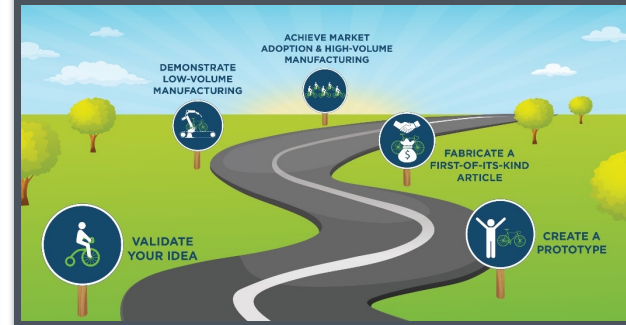 ACHIEVE MARKET
ADOPTION & HIGH-VOLUME
MANUFACTURING
DEMONSTRATE
LOW-VOLUME
MANUFACTURING
$
FABRICATE A
FIRST-OF-ITS-KIND
ARTICLE
VALIDATE
YOUR IDEA
CREATE A
PROTOTYPE